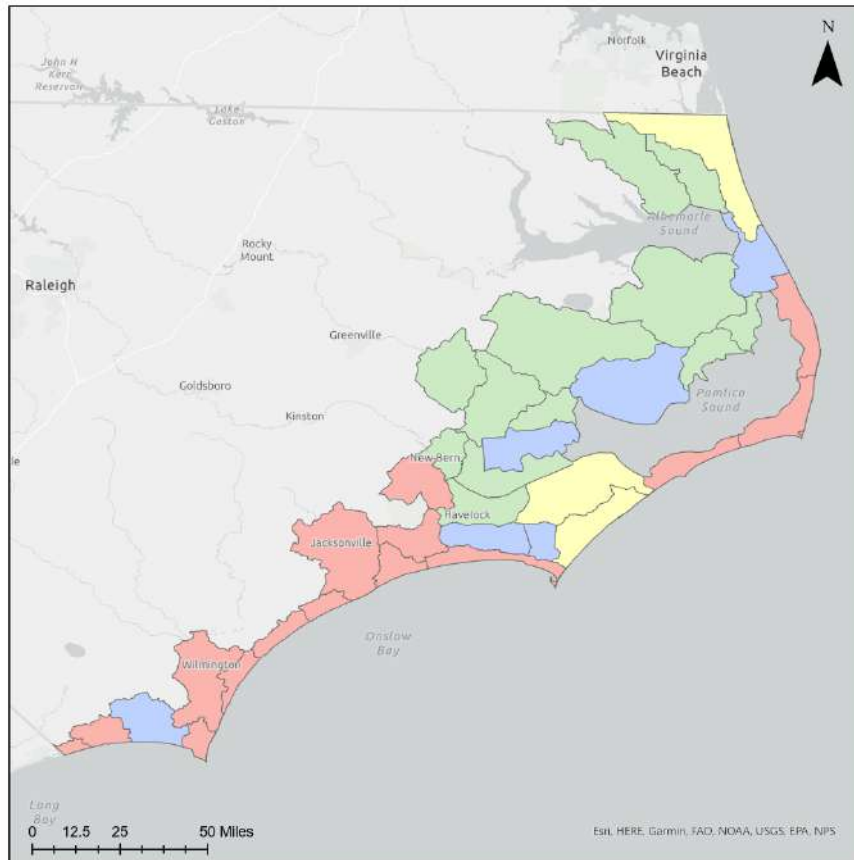 N
Norfolk
Virginia
Beach
John H
Kerr
Reservoir
Lake
Gaston
Albemarle
Sound
Rocky
Mount
Raleigh
Greenville
Goldsboro
Pamlico
Sound
Kinston
New Bern
Havelock
Jacksonville
Onslow
Bay
Wilmington
Long
Bay
0 12.5 25 50 Miles
Esri, HERE, Garmin, FAO, NOAA, USGS, EPA, NPS